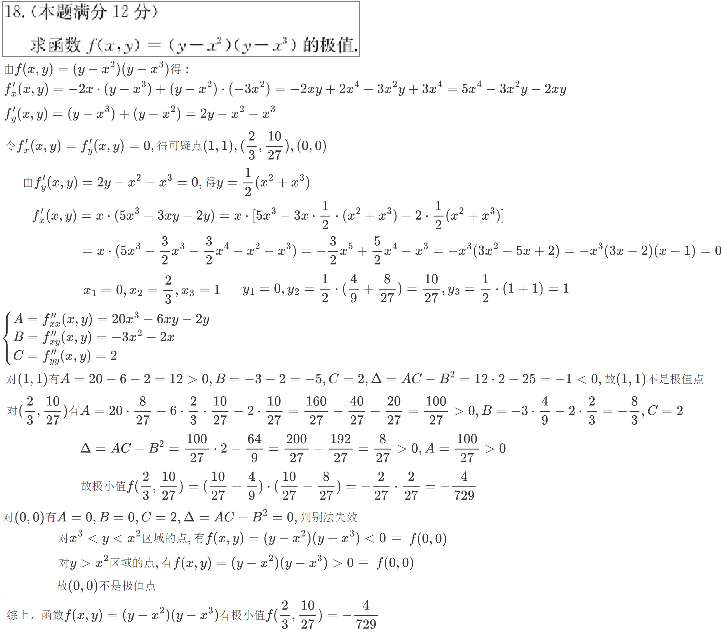 18.(本题满分 12 分)
求函数 f(x,y) = (y－x²)(y－x³) 的极值.
由f(x, y) = (y − x²)(y − x³)得：
f′ₓ(x, y) = −2x · (y − x³) + (y − x²) · (−3x²) = −2xy + 2x⁴ − 3x²y + 3x⁴ = 5x⁴ − 3x²y − 2xy
f′_y(x, y) = (y − x³) + (y − x²) = 2y − x² − x³
令f′ₓ(x, y) = f′_y(x, y) = 0, 得可疑点(1, 1), (2/3, 10/27), (0, 0)
由f′_y(x, y) = 2y − x² − x³ = 0, 得y = 1/2(x² + x³)
f′ₓ(x, y) = x · (5x³ − 3xy − 2y) = x · [5x³ − 3x · 1/2 · (x² + x³) − 2 · 1/2(x² + x³)]
= x · (5x³ − 3/2x³ − 3/2x⁴ − x² − x³) = −3/2x⁵ + 5/2x⁴ − x³ = −x³(3x² − 5x + 2) = −x³(3x − 2)(x − 1) = 0
x₁ = 0, x₂ = 2/3, x₃ = 1 y₁ = 0, y₂ = 1/2 · (4/9 + 8/27) = 10/27, y₃ = 1/2 · (1 + 1) = 1
A = f″ₓₓ(x, y) = 20x³ − 6xy − 2y
B = f″_xy(x, y) = −3x² − 2x
C = f″_yy(x, y) = 2
对(1, 1)有A = 20 − 6 − 2 = 12 > 0, B = −3 − 2 = −5, C = 2, Δ = AC − B² = 12 · 2 − 25 = −1 < 0, 故(1, 1)不是极值点
对(2/3, 10/27)有A = 20 · 8/27 − 6 · 2/3 · 10/27 − 2 · 10/27 = 160/27 − 40/27 − 20/27 = 100/27 > 0, B = −3 · 4/9 − 2 · 2/3 = −8/3, C = 2
Δ = AC − B² = 100/27 · 2 − 64/9 = 200/27 − 192/27 = 8/27 > 0, A = 100/27 > 0
故极小值f(2/3, 10/27) = (10/27 − 4/9) · (10/27 − 8/27) = −2/27 · 2/27 = −4/729
对(0, 0)有A = 0, B = 0, C = 2, Δ = AC − B² = 0, 判别法失效
对x³ < y < x²区域的点, 有f(x, y) = (y − x²)(y − x³) < 0 = f(0, 0)
对y > x²区域的点, 有f(x, y) = (y − x²)(y − x³) > 0 = f(0, 0)
故(0, 0)不是极值点
综上，函数f(x, y) = (y − x²)(y − x³)有极小值f(2/3, 10/27) = −4/729